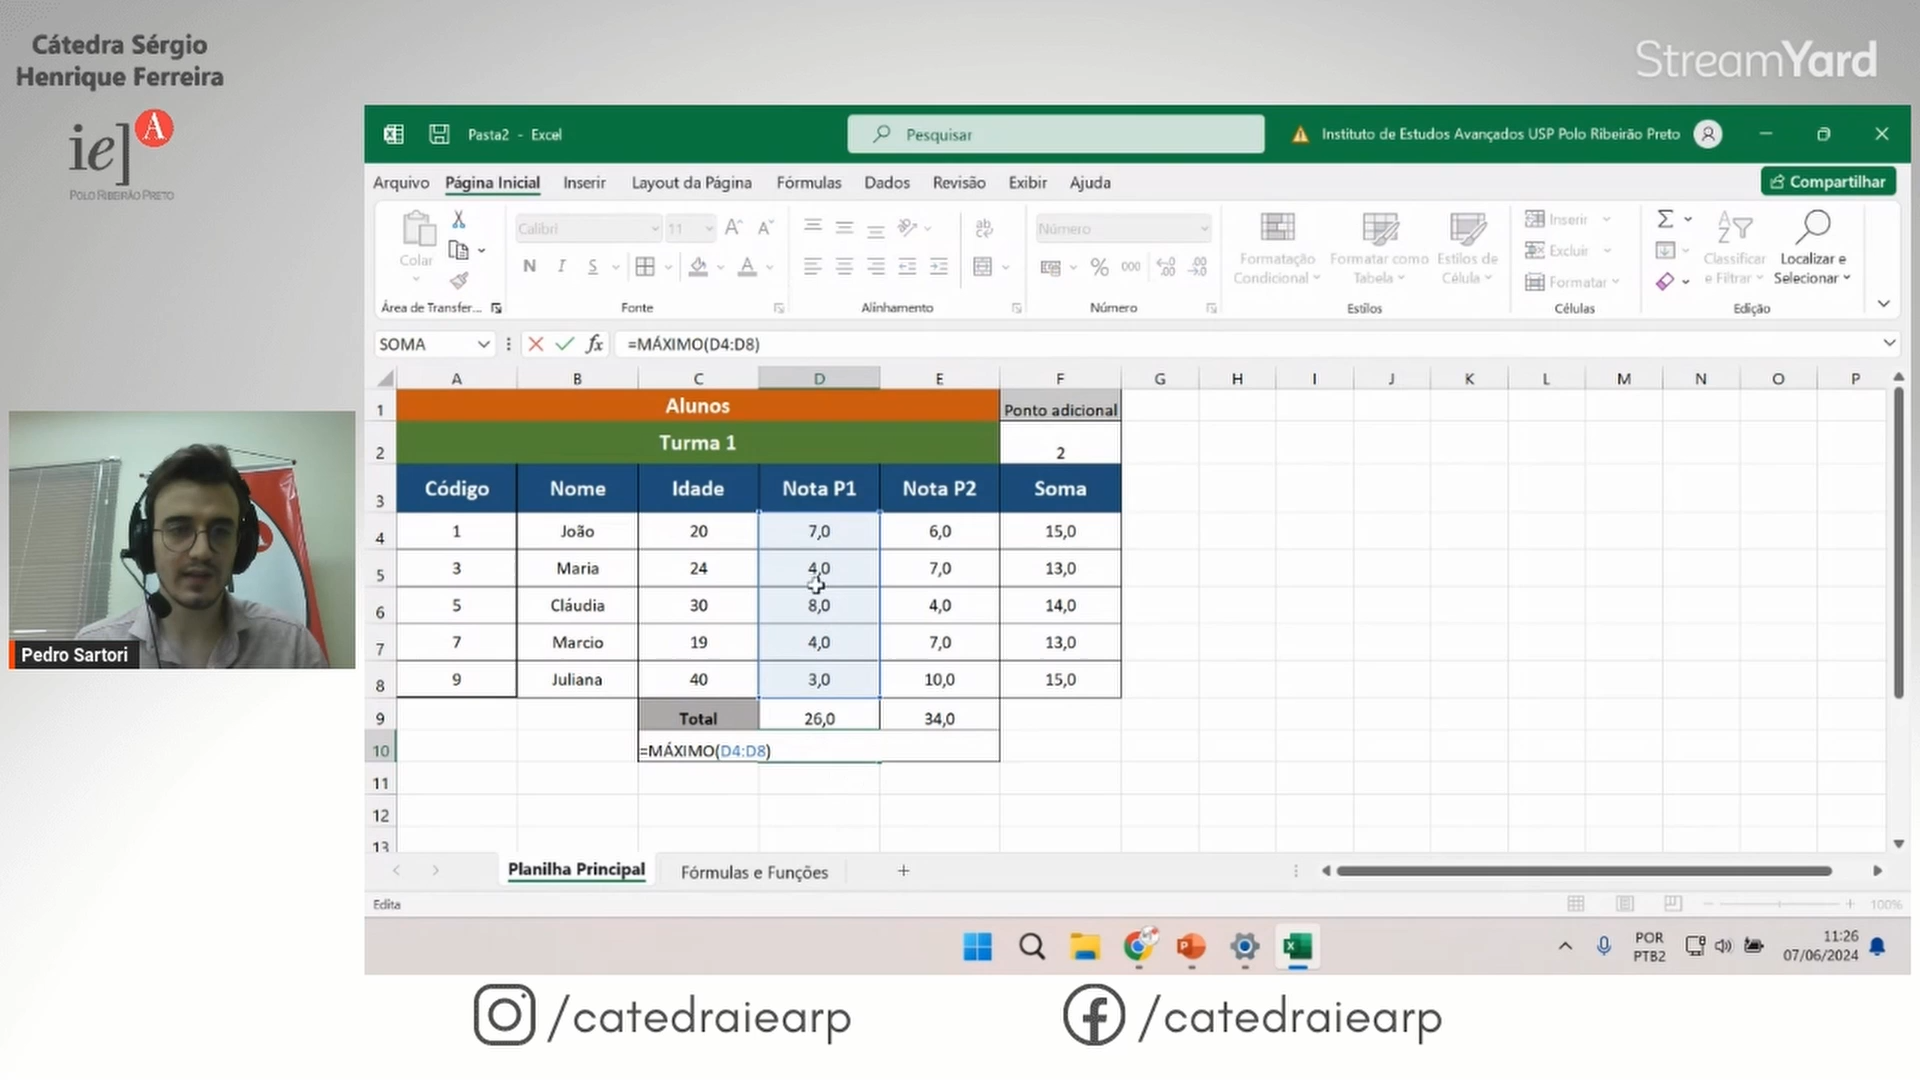 Cátedra Sérgio
Henrique Ferreira
StreamYard
ie] A
POLO RIBEIRÃO PRETO
Pasta2 - Excel
Pesquisar
Instituto de Estudos Avançados USP Polo Ribeirão Preto
Arquivo Página Inicial Inserir Layout da Página Fórmulas Dados Revisão Exibir Ajuda
Compartilhar
Colar
Calibri 11
Número
Formatação Condicional
Formatar como Tabela
Estilos de Célula
Inserir
Excluir
Formatar
Classificar e Filtrar
Localizar e Selecionar
Área de Transfer... Fonte Alinhamento Número Estilos Células Edição
SOMA fx =MÁXIMO(D4:D8)
A B C D E F G H I J K L M N O P
1 Alunos Ponto adicional
2 Turma 1 2
3 Código Nome Idade Nota P1 Nota P2 Soma
4 1 João 20 7,0 6,0 15,0
5 3 Maria 24 4,0 7,0 13,0
6 5 Cláudia 30 8,0 4,0 14,0
7 7 Marcio 19 4,0 7,0 13,0
8 9 Juliana 40 3,0 10,0 15,0
9 Total 26,0 34,0
10 =MÁXIMO(D4:D8)
11
12
13
Planilha Principal Fórmulas e Funções +
Edita
100%
Pedro Sartori
POR
PTB2
11:26
07/06/2024
/catedraiearp
/catedraiearp